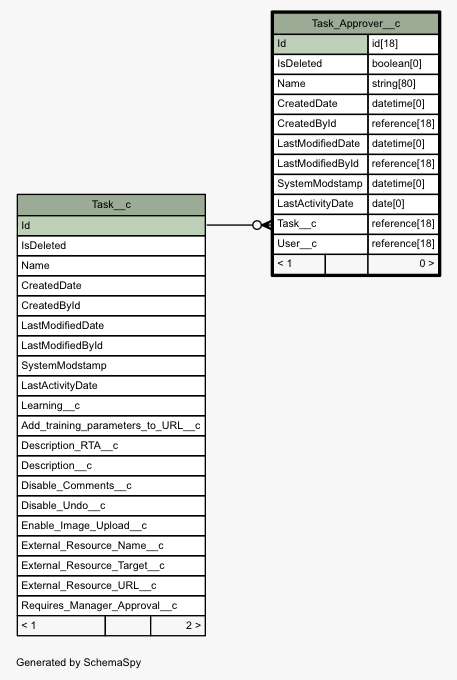 Task_Approver__c
Id id[18]
IsDeleted boolean[0]
Name string[80]
CreatedDate datetime[0]
CreatedById reference[18]
LastModifiedDate datetime[0]
LastModifiedById reference[18]
SystemModstamp datetime[0]
LastActivityDate date[0]
Task__c reference[18]
User__c reference[18]
< 1 0 >
Task__c
Id
IsDeleted
Name
CreatedDate
CreatedById
LastModifiedDate
LastModifiedById
SystemModstamp
LastActivityDate
Learning__c
Add_training_parameters_to_URL__c
Description_RTA__c
Description__c
Disable_Comments__c
Disable_Undo__c
Enable_Image_Upload__c
External_Resource_Name__c
External_Resource_Target__c
External_Resource_URL__c
Requires_Manager_Approval__c
< 1 2 >
Generated by SchemaSpy